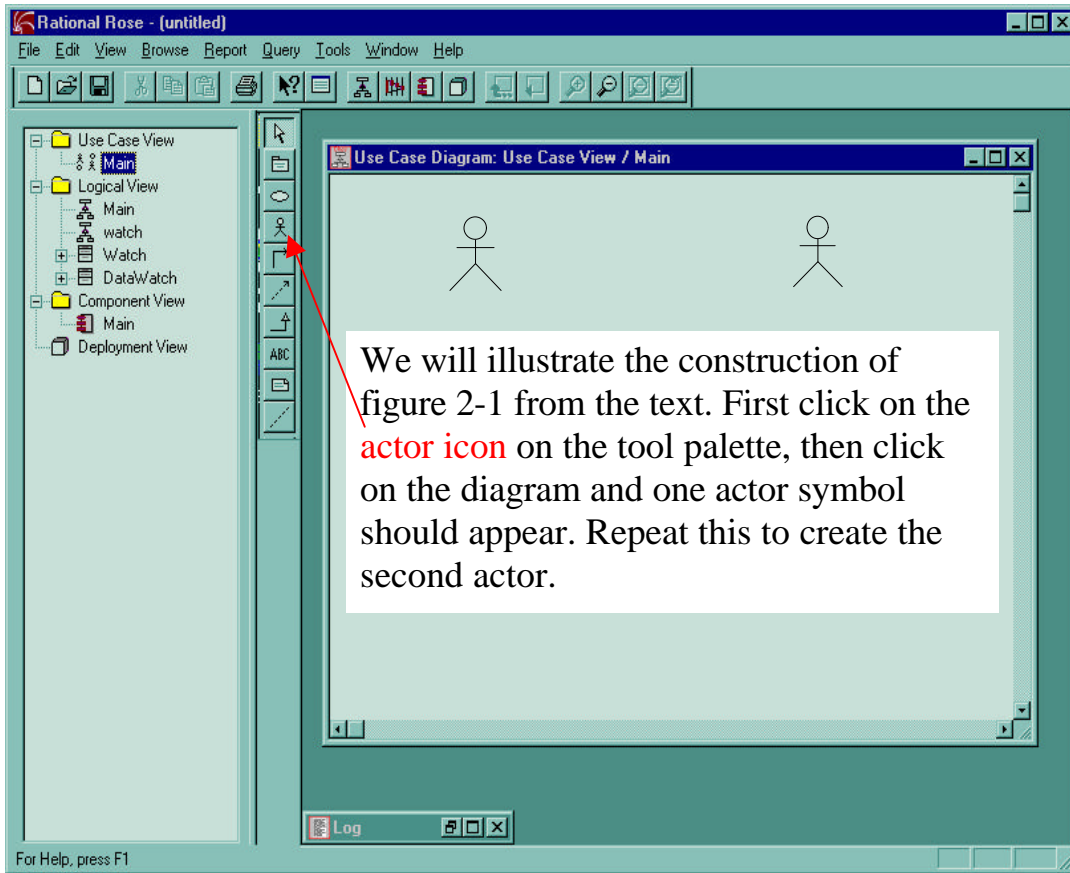 Rational Rose - (untitled)
File Edit View Browse Report Query Tools Window Help
Use Case View
Main
Logical View
Main
watch
Watch
DataWatch
Component View
Main
Deployment View
ABC
Use Case Diagram: Use Case View / Main
We will illustrate the construction of
figure 2-1 from the text. First click on the
actor icon on the tool palette, then click
on the diagram and one actor symbol
should appear. Repeat this to create the
second actor.
Log
For Help, press F1